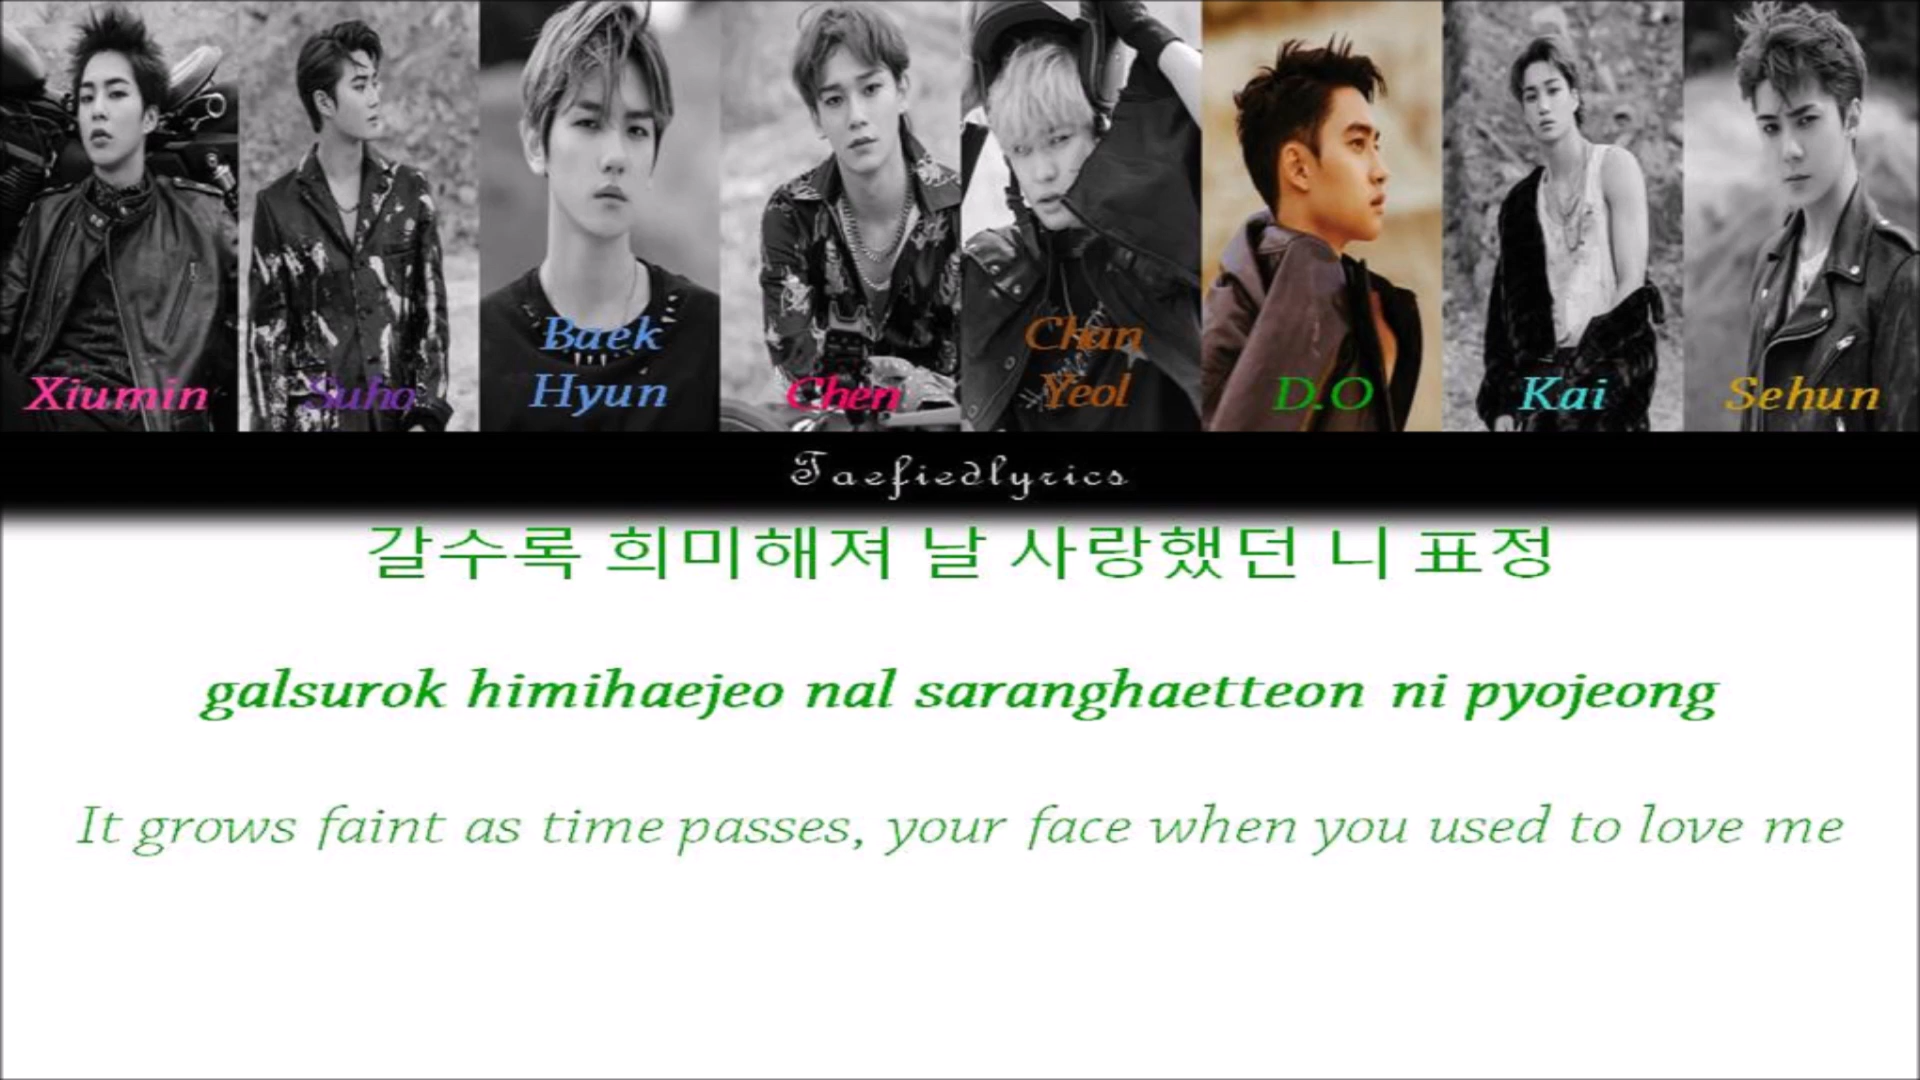 Xiumin
Suho
Baek
Hyun
Chen
Chan
Yeol
D.O
Kai
Sehun
Taefiedlyrics
갈수록 희미해져 날 사랑했던 니 표정
galsurok himihaejeo nal saranghaetteon ni pyojeong
It grows faint as time passes, your face when you used to love me